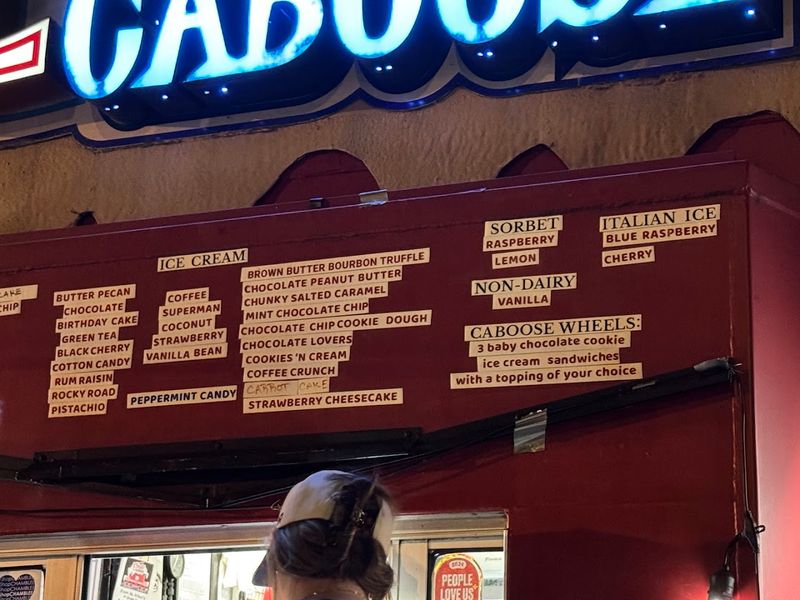 CABOOSE
ICE CREAM
CAKE
CHIP
BUTTER PECAN
CHOCOLATE
BIRTHDAY CAKE
GREEN TEA
BLACK CHERRY
COTTON CANDY
RUM RAISIN
ROCKY ROAD
PISTACHIO
COFFEE
SUPERMAN
COCONUT
STRAWBERRY
VANILLA BEAN
PEPPERMINT CANDY
BROWN BUTTER BOURBON TRUFFLE
CHOCOLATE PEANUT BUTTER
CHUNKY SALTED CARAMEL
MINT CHOCOLATE CHIP
CHOCOLATE CHIP COOKIE DOUGH
CHOCOLATE LOVERS
COOKIES 'N CREAM
COFFEE CRUNCH
CARROT CAKE
STRAWBERRY CHEESECAKE
SORBET
RASPBERRY
LEMON
NON-DAIRY
VANILLA
ITALIAN ICE
BLUE RASPBERRY
CHERRY
CABOOSE WHEELS:
3 baby chocolate cookie
ice cream sandwiches
with a topping of your choice
PEOPLE
LOVE US